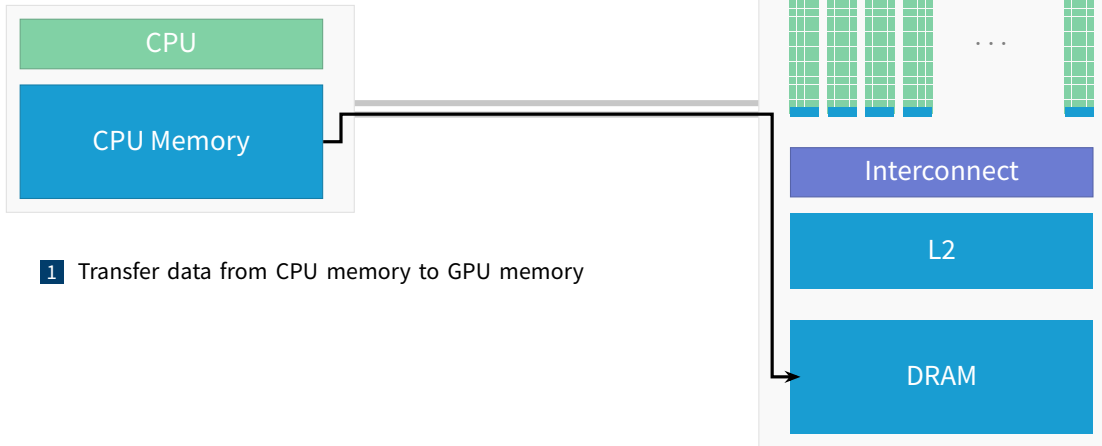 CPU
CPU Memory
. . .
Interconnect
L2
DRAM
1 Transfer data from CPU memory to GPU memory